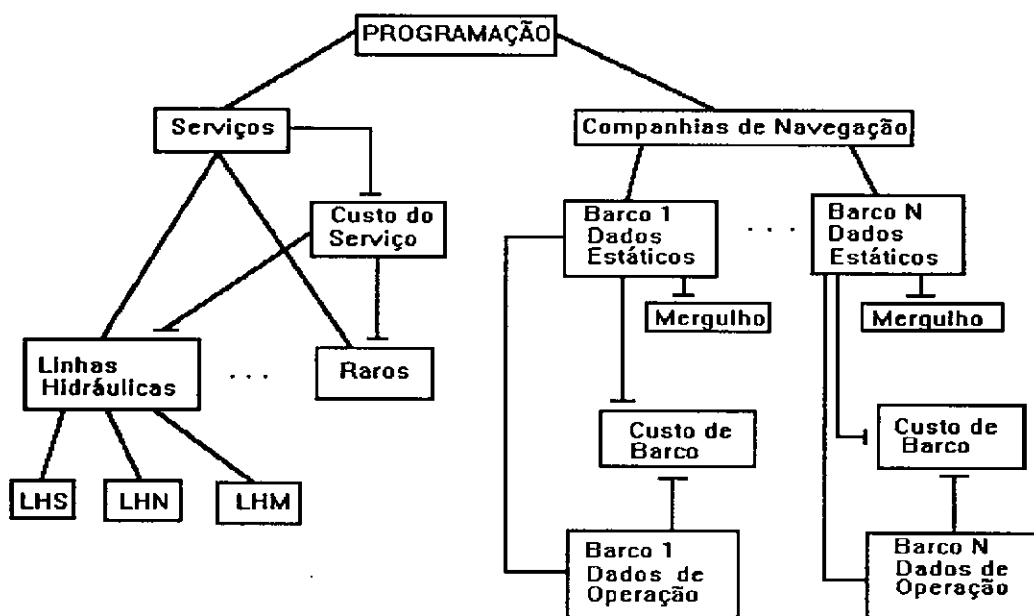 PROGRAMAÇÃO
Serviços
Companhias de Navegação
Custo do
Serviço
Barco 1
Dados
Estáticos
. . .
Barco N
Dados
Estáticos
Mergulho
Mergulho
Linhas
Hidráulicas
. . .
Raros
Custo de
Barco
Custo de
Barco
LHS
LHN
LHM
Barco 1
Dados de
Operação
Barco N
Dados de
Operação